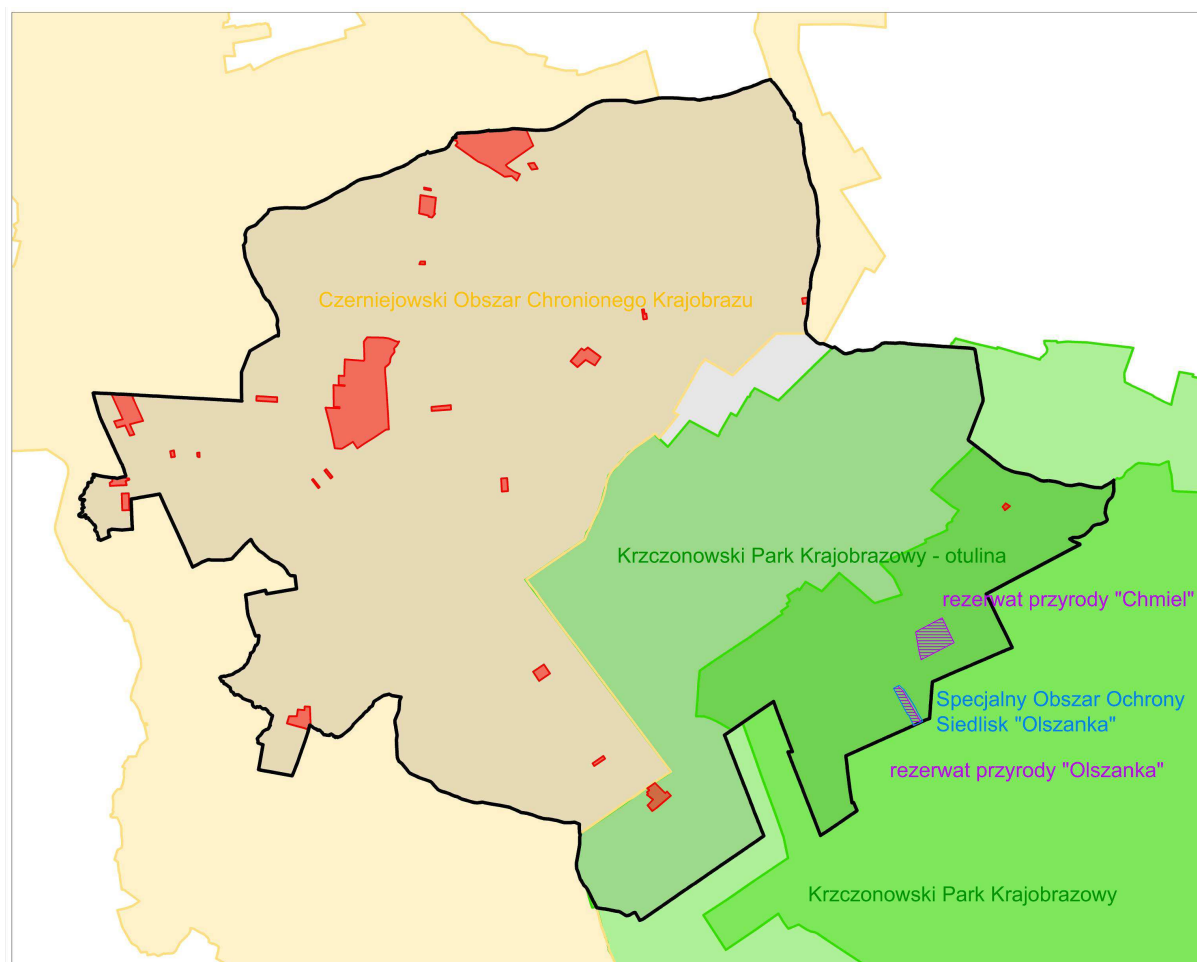 Czerniejowski Obszar Chronionego Krajobrazu
Krzczonowski Park Krajobrazowy - otulina
rezerwat przyrody "Chmiel"
Specjalny Obszar Ochrony
Siedlisk "Olszanka"
rezerwat przyrody "Olszanka"
Krzczonowski Park Krajobrazowy